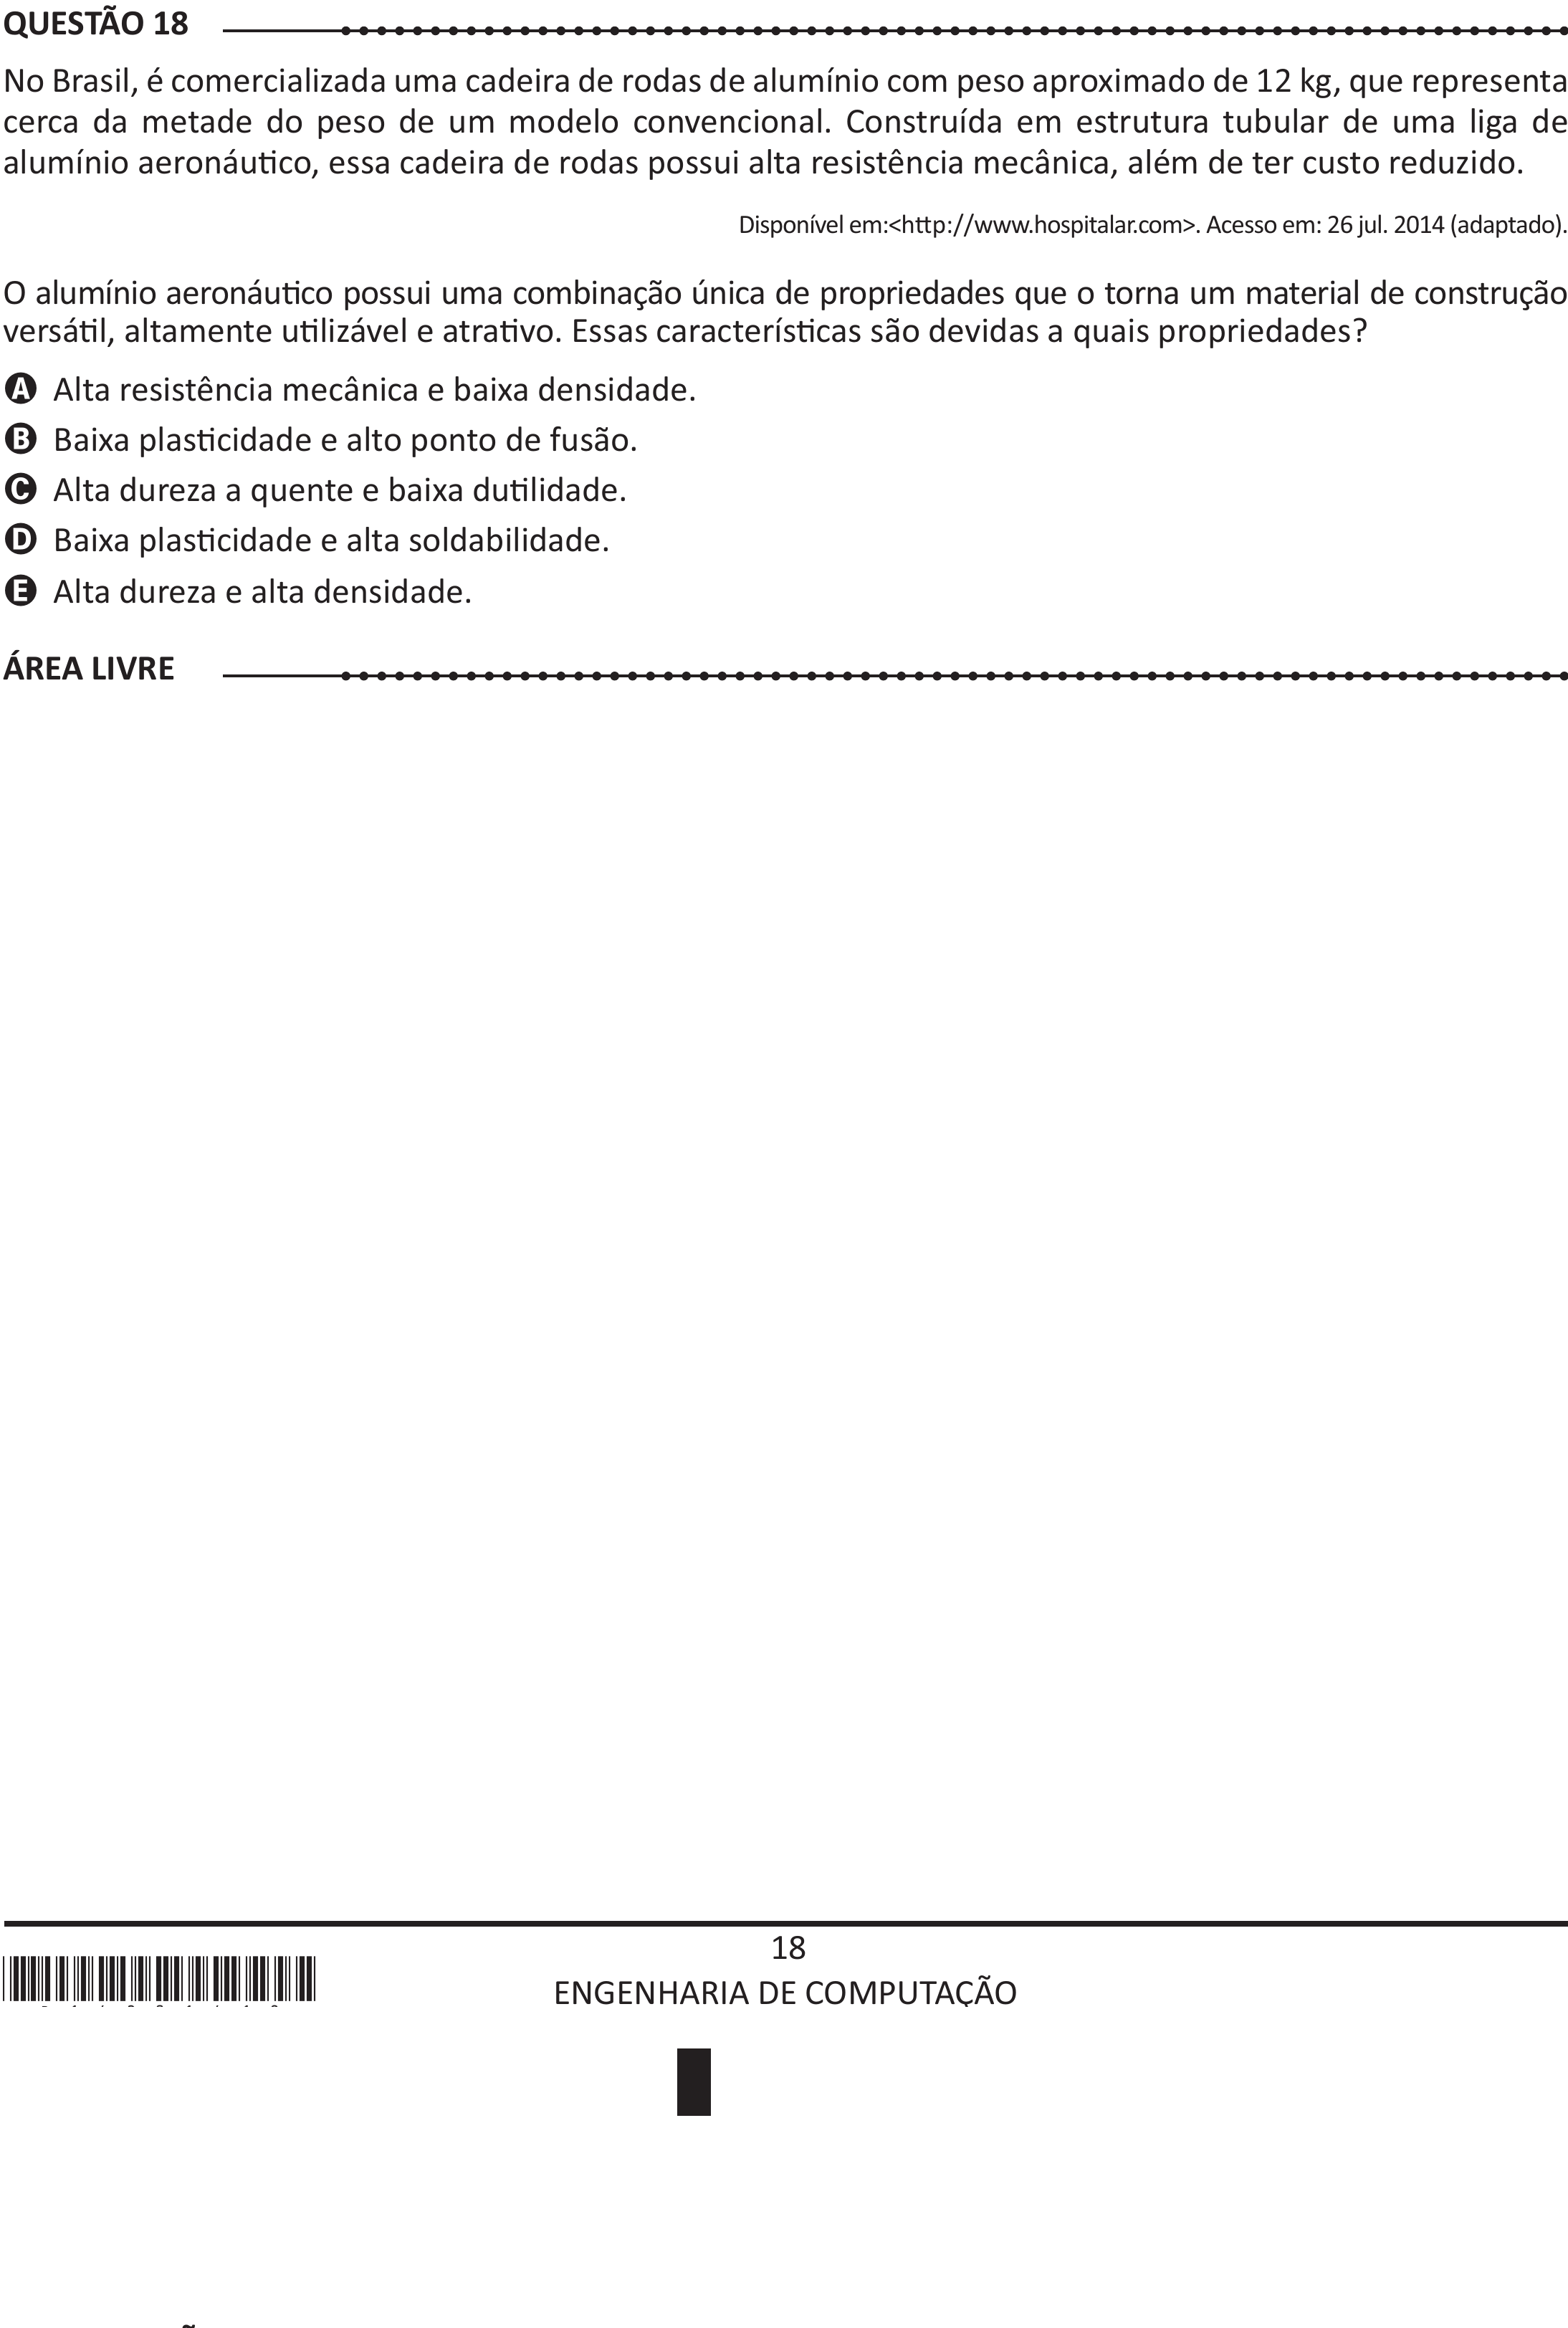 QUESTÃO 18
No Brasil, é comercializada uma cadeira de rodas de alumínio com peso aproximado de 12 kg, que representa
cerca da metade do peso de um modelo convencional. Construída em estrutura tubular de uma liga de
alumínio aeronáutico, essa cadeira de rodas possui alta resistência mecânica, além de ter custo reduzido.
Disponível em:<http://www.hospitalar.com>. Acesso em: 26 jul. 2014 (adaptado).
O alumínio aeronáutico possui uma combinação única de propriedades que o torna um material de construção
versátil, altamente utilizável e atrativo. Essas características são devidas a quais propriedades?
A Alta resistência mecânica e baixa densidade.
B Baixa plasticidade e alto ponto de fusão.
C Alta dureza a quente e baixa dutilidade.
D Baixa plasticidade e alta soldabilidade.
E Alta dureza e alta densidade.
ÁREA LIVRE
18
ENGENHARIA DE COMPUTAÇÃO